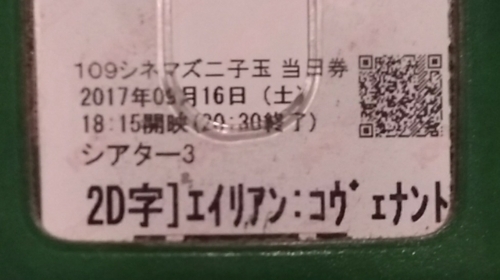 109シネマズ二子玉 当日券
2017年09月16日 (土)
18:15開映(20:30終了)
シアター3
2D字]エイリアン:コヴェナント